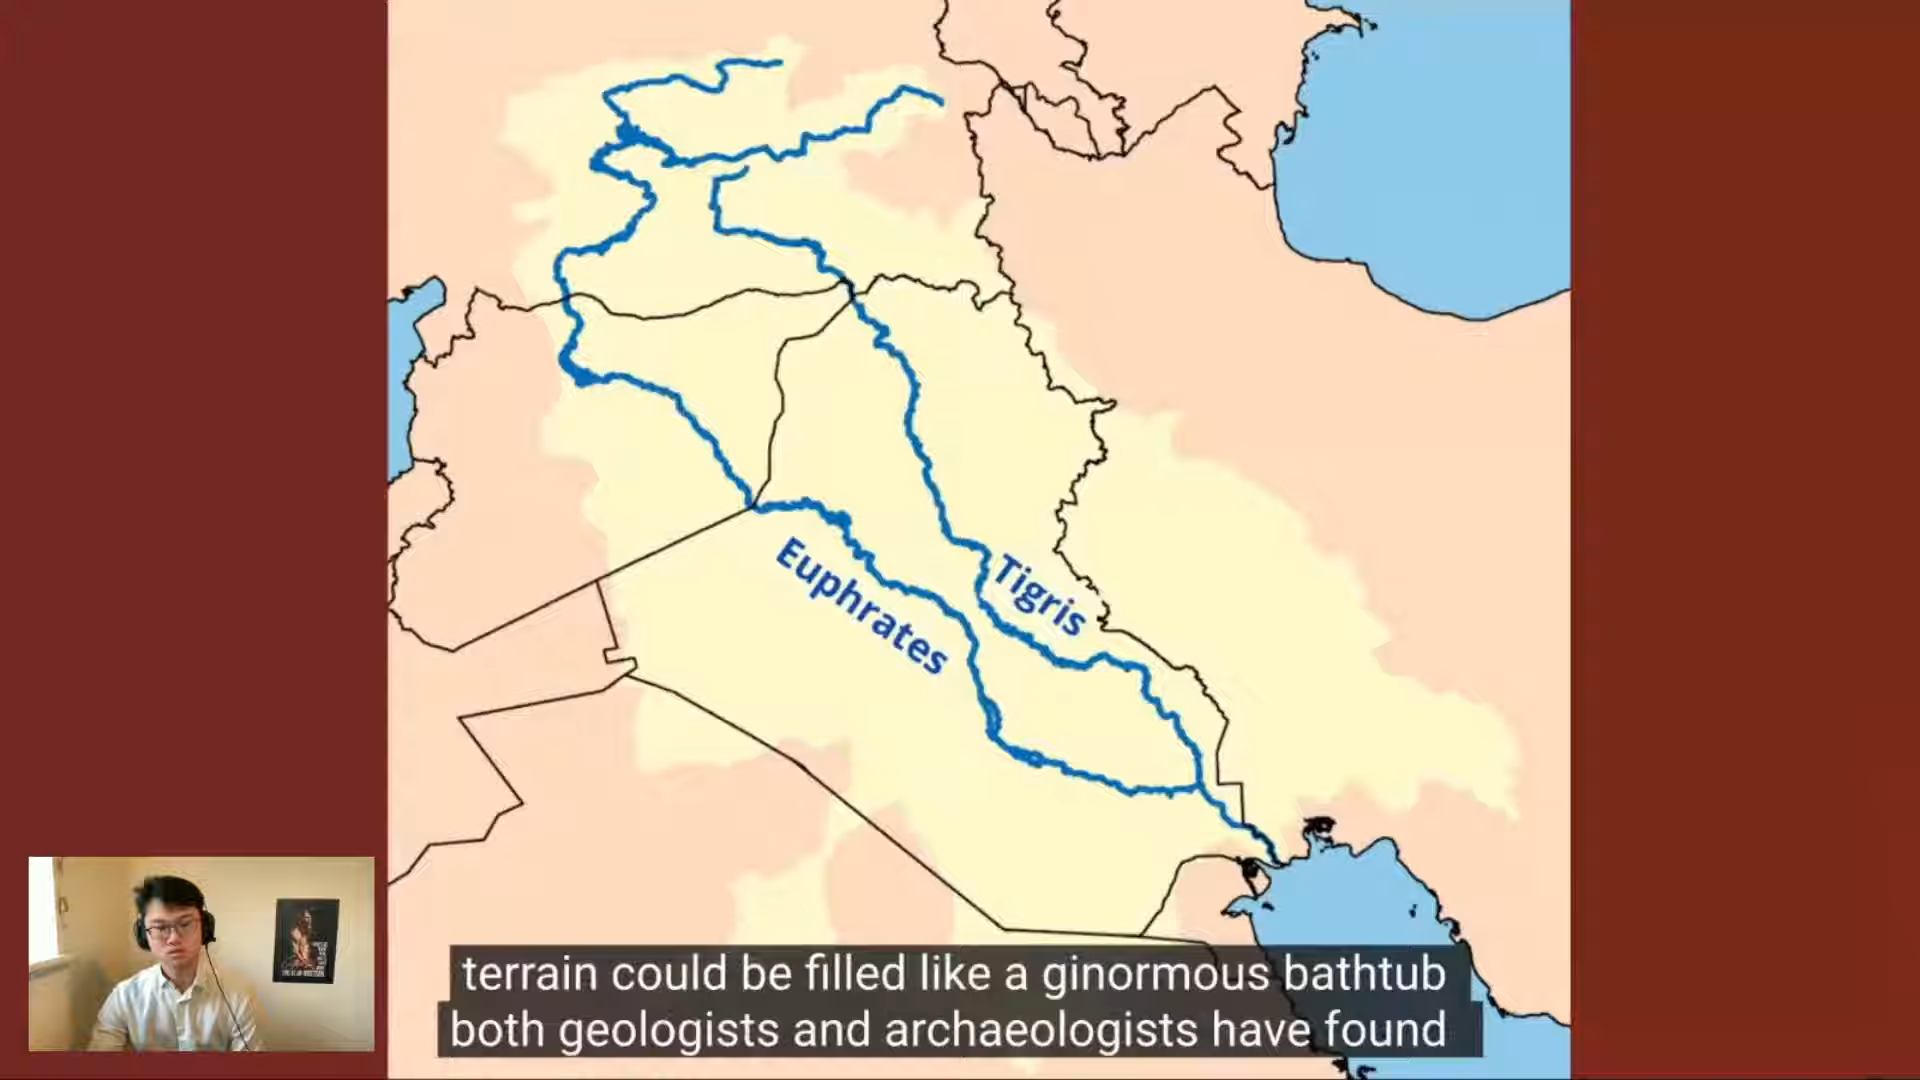 Euphrates
Tigris
terrain could be filled like a ginormous bathtub
both geologists and archaeologists have found